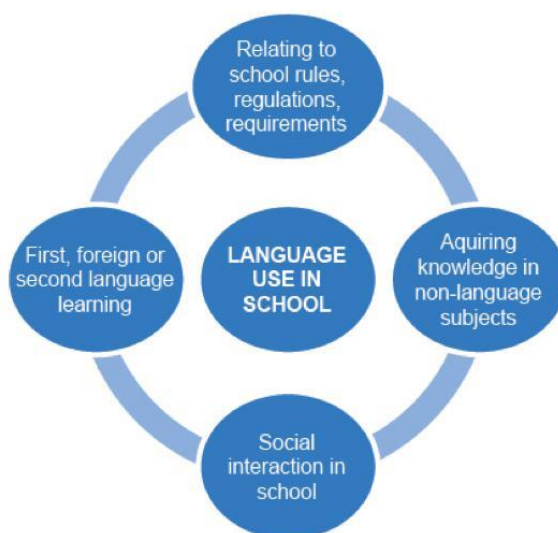 Relating to
school rules,
regulations,
requirements
First, foreign or
second language
learning
LANGUAGE
USE IN
SCHOOL
Aquiring
knowledge in
non-language
subjects
Social
interaction in
school